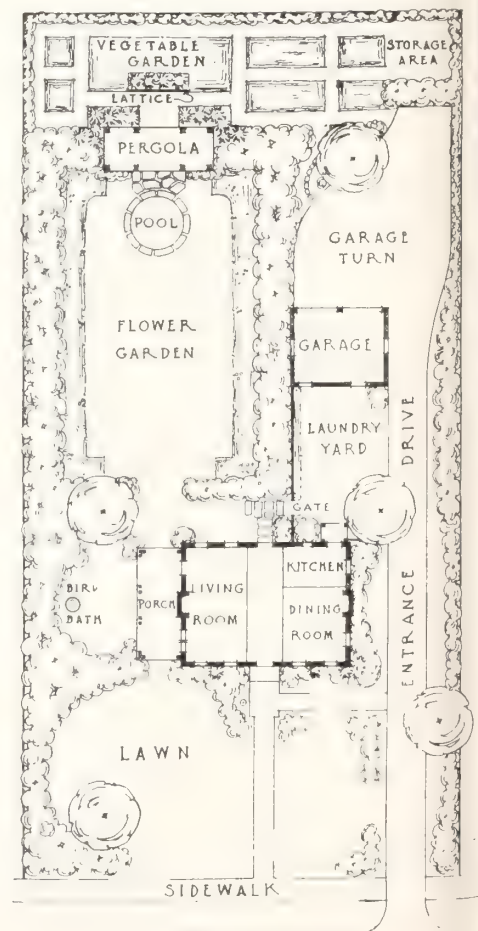 VEGETABLE
GARDEN
STORAGE
AREA
LATTICE
PERGOLA
POOL
GARAGE
TURN
FLOWER
GARDEN
GARAGE
LAUNDRY
YARD
ENTRANCE DRIVE
GATE
KITCHEN
LIVING
ROOM
PORCH
BIRD
BATH
DINING
ROOM
LAWN
SIDEWALK